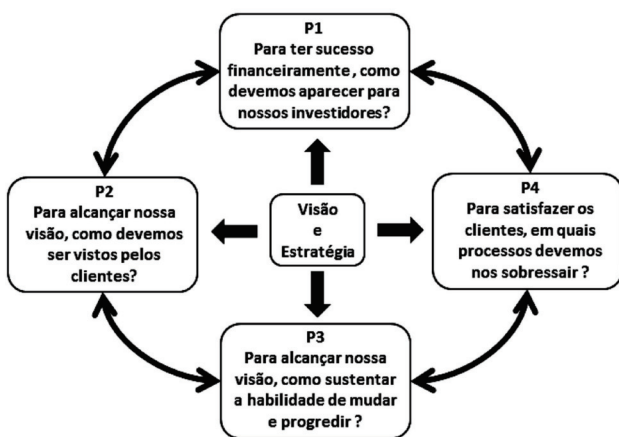 P1
Para ter sucesso
financeiramente , como
devemos aparecer para
nossos investidores?
P2
Para alcançar nossa
visão, como devemos
ser vistos pelos
clientes?
Visão
e
Estratégia
P4
Para satisfazer os
clientes, em quais
processos devemos
nos sobressair ?
P3
Para alcançar nossa
visão, como sustentar
a habilidade de mudar
e progredir ?